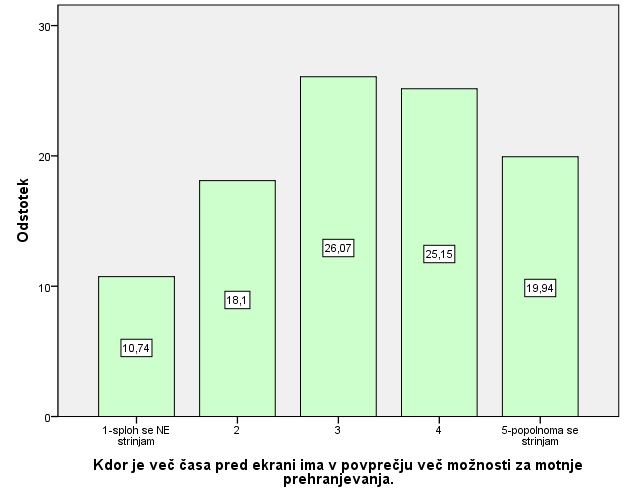 30
20
10
0
Odstotek
10,74
18,1
26,07
25,15
19,94
1-sploh se NE
strinjam
2
3
4
5-popolnoma se
strinjam
Kdor je več časa pred ekrani ima v povprečju več možnosti za motnje
prehranjevanja.